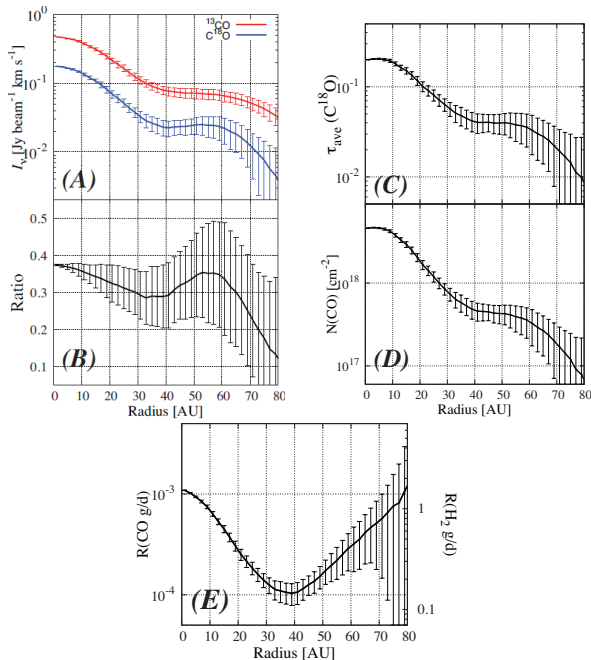 10⁰
¹³CO
C¹⁸O
10⁻¹
10⁻²
I_ν [Jy beam⁻¹ km s⁻¹]
(A)
0.5
0.4
0.3
0.2
0.1
Ratio
(B)
0 10 20 30 40 50 60 70 80
Radius [AU]
10⁻¹
10⁻²
τ_ave (C¹⁸O)
(C)
10¹⁸
10¹⁷
N(CO) [cm⁻²]
(D)
0 10 20 30 40 50 60 70 80
Radius [AU]
10⁻³
10⁻⁴
R(CO g/d)
1
0.1
R(H₂ g/d)
(E)
0 10 20 30 40 50 60 70 80
Radius [AU]